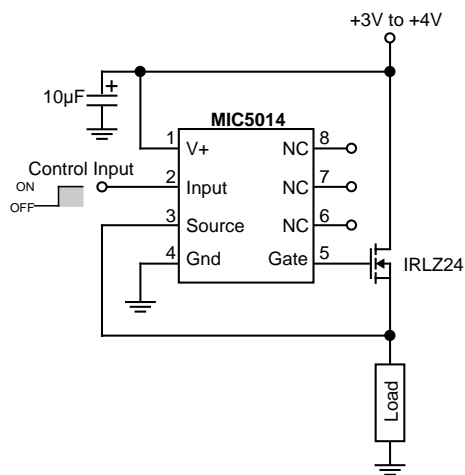 +3V to +4V
10µF
+
MIC5014
1 V+ NC 8
Control Input
ON
OFF
2 Input NC 7
3 Source NC 6
4 Gnd Gate 5
IRLZ24
Load